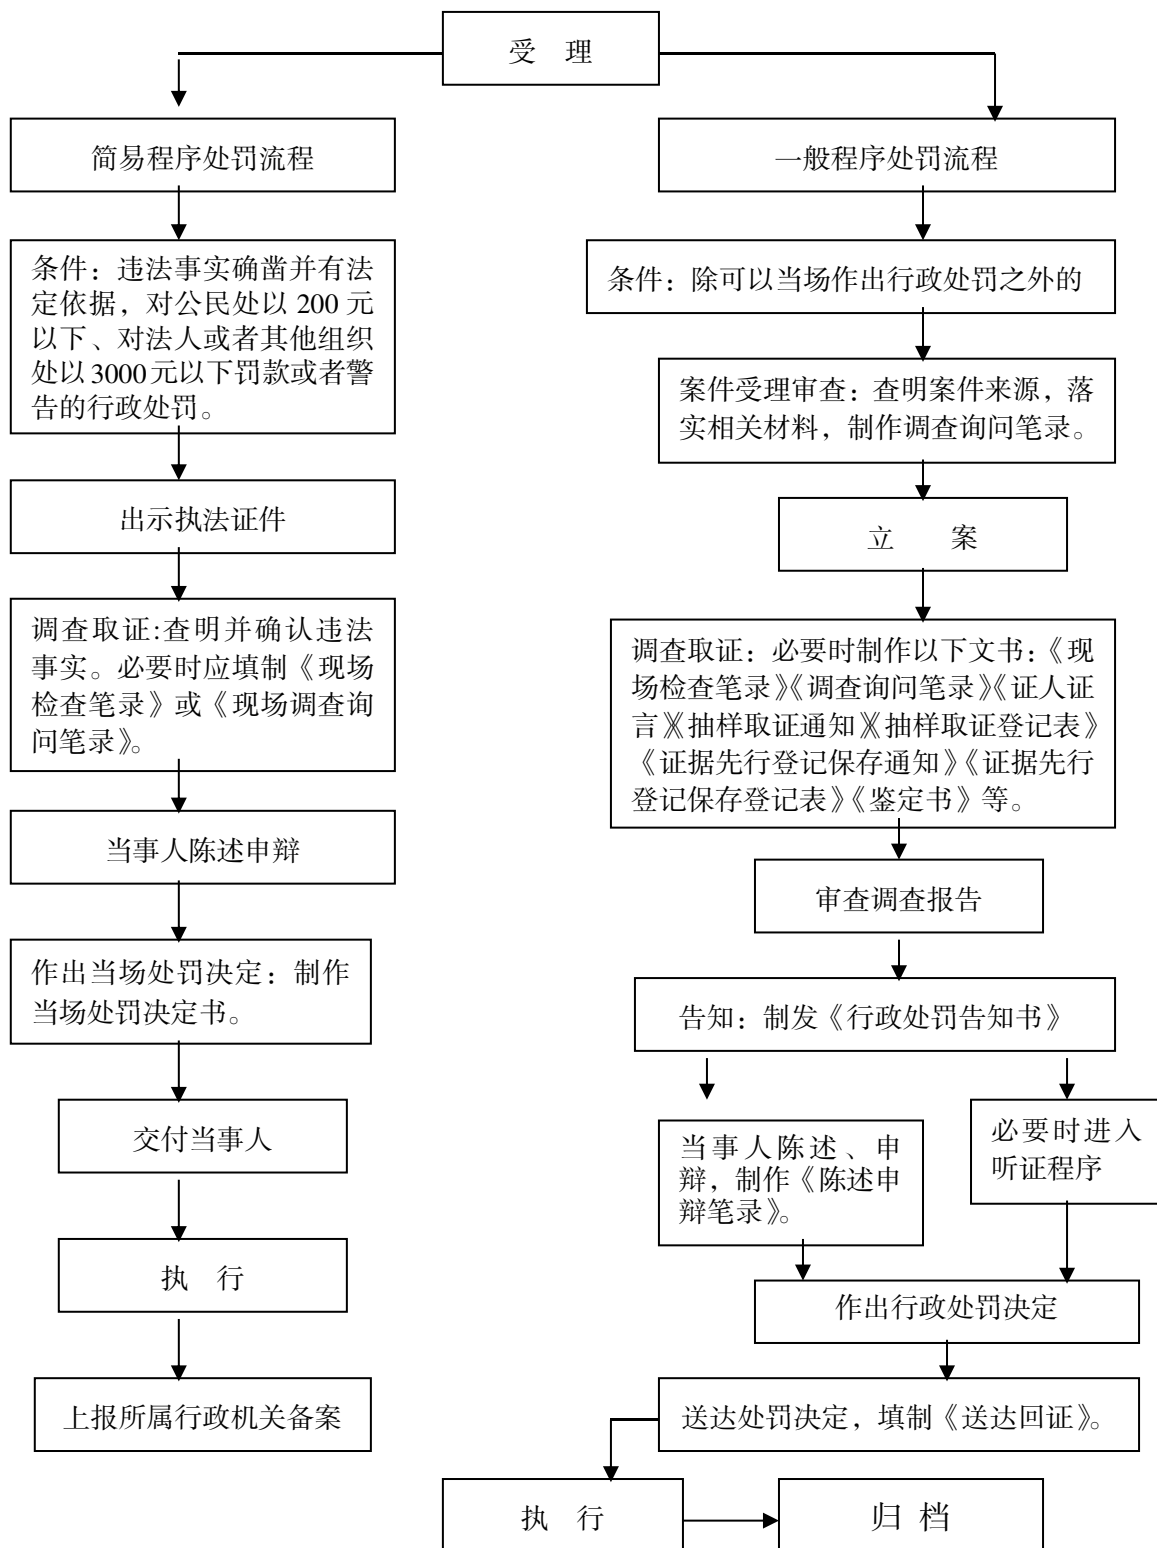 受 理
简易程序处罚流程
条件：违法事实确凿并有法
定依据，对公民处以 200 元
以下、对法人或者其他组织
处以 3000 元以下罚款或者警
告的行政处罚。
出示执法证件
调查取证:查明并确认违法
事实。必要时应填制《现场
检查笔录》或《现场调查询
问笔录》。
当事人陈述申辩
作出当场处罚决定：制作
当场处罚决定书。
交付当事人
执 行
上报所属行政机关备案
一般程序处罚流程
条件：除可以当场作出行政处罚之外的
案件受理审查：查明案件来源，落
实相关材料，制作调查询问笔录。
立 案
调查取证：必要时制作以下文书：《现
场检查笔录》《调查询问笔录》《证人证
言》《抽样取证通知》《抽样取证登记表》
《证据先行登记保存通知》《证据先行
登记保存登记表》《鉴定书》等。
审查调查报告
告知：制发《行政处罚告知书》
当事人陈述、申
辩，制作《陈述申
辩笔录》。
必要时进入
听证程序
作出行政处罚决定
送达处罚决定，填制《送达回证》。
执 行
归 档